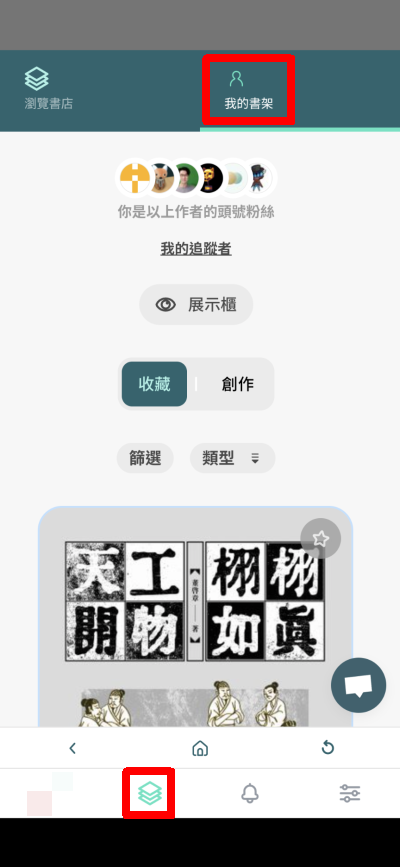 瀏覽書店
我的書架
你是以上作者的頭號粉絲
我的追蹤者
展示櫃
收藏
創作
篩選
類型
天工
開物
【董啓章——著】
栩栩
如眞